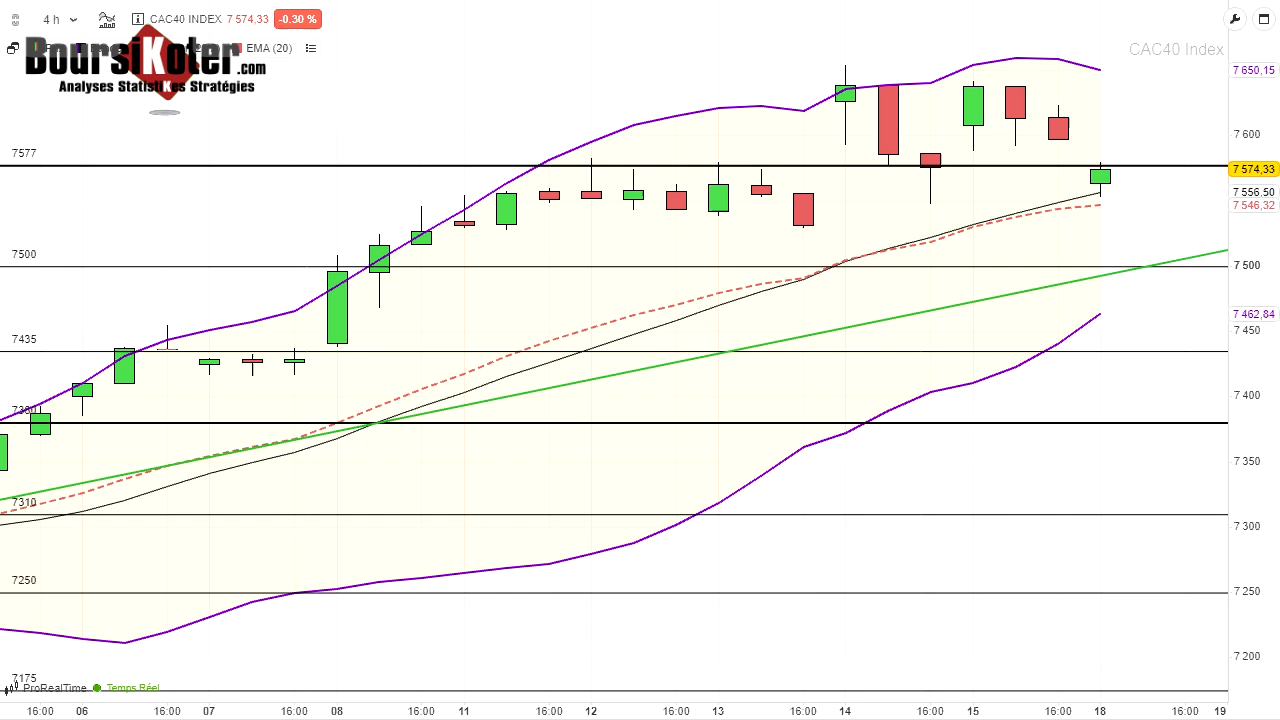 4 h
CAC40 INDEX 7 574,33 -0.30 %
BoursiKoter.com
Analyses StatistiKes Stratégies
EMA (20)
CAC40 Index
7 650,15
7 600
7577
7 574,33
7 556,50
7 546,32
7500
7 500
7 462,84
7435
7 450
7 400
7380
7 350
7310
7 300
7250
7 250
7 200
7175
ProRealTime Temps Réel
16:00 06 16:00 07 16:00 08 16:00 11 16:00 12 16:00 13 16:00 14 16:00 15 16:00 18 16:00 19